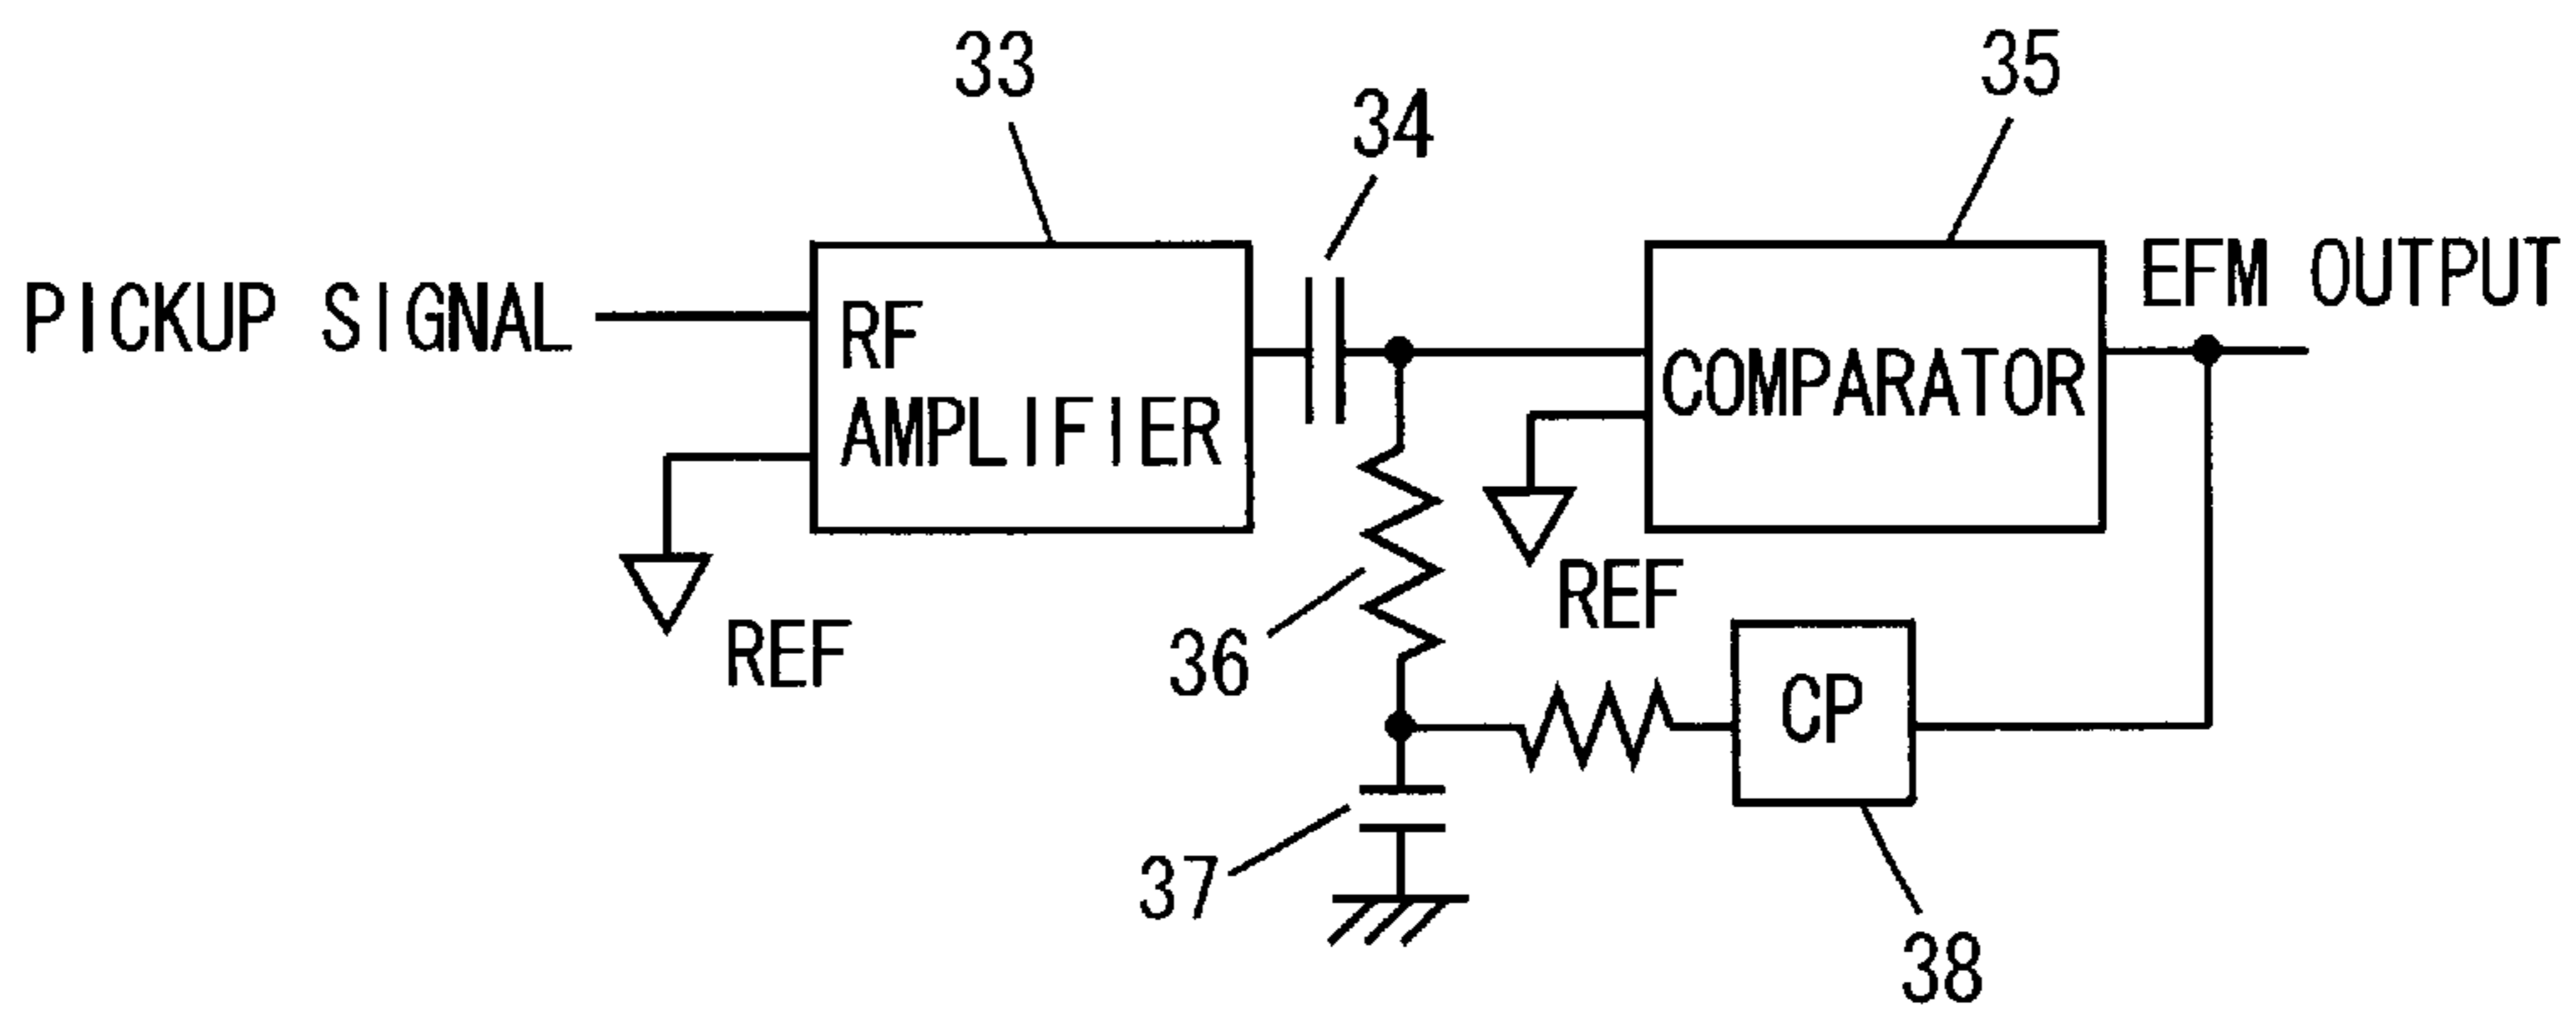 33
34
35
PICKUP SIGNAL
RF
AMPLIFIER
COMPARATOR
EFM OUTPUT
REF
REF
36
CP
37
38